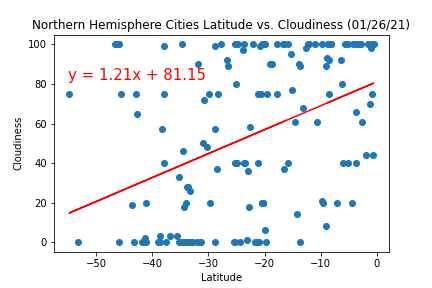 Northern Hemisphere Cities Latitude vs. Cloudiness (01/26/21)
100
y = 1.21x + 81.15
80
60
Cloudiness
40
20
0
−50 −40 −30 −20 −10 0
Latitude